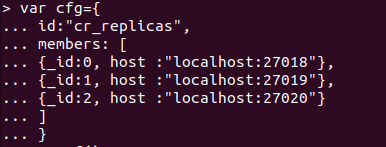 > var cfg={
... id:"cr_replicas",
... members: [
... {_id:0, host :"localhost:27018"},
... {_id:1, host :"localhost:27019"},
... {_id:2, host :"localhost:27020"}
... ]
... }